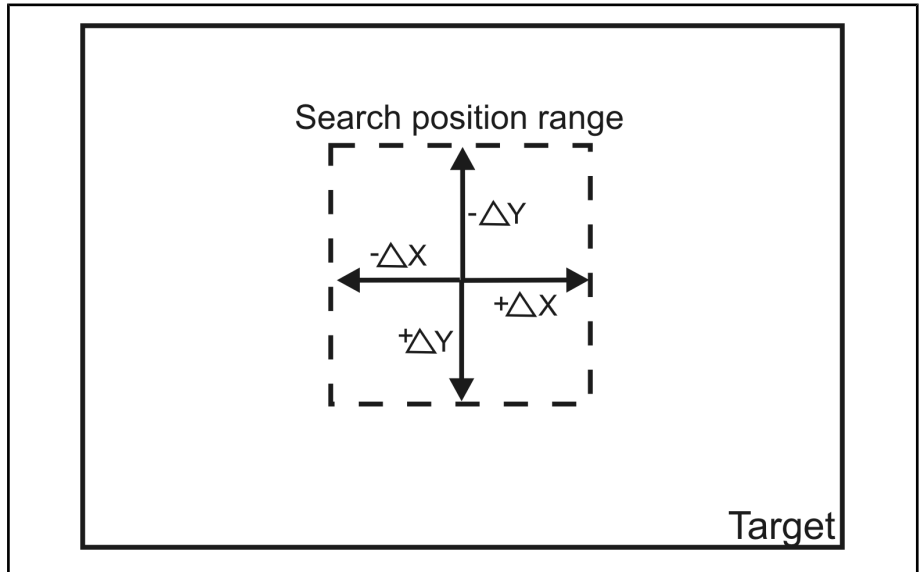 Search position range
-△Y
-△X
+△X
+△Y
Target